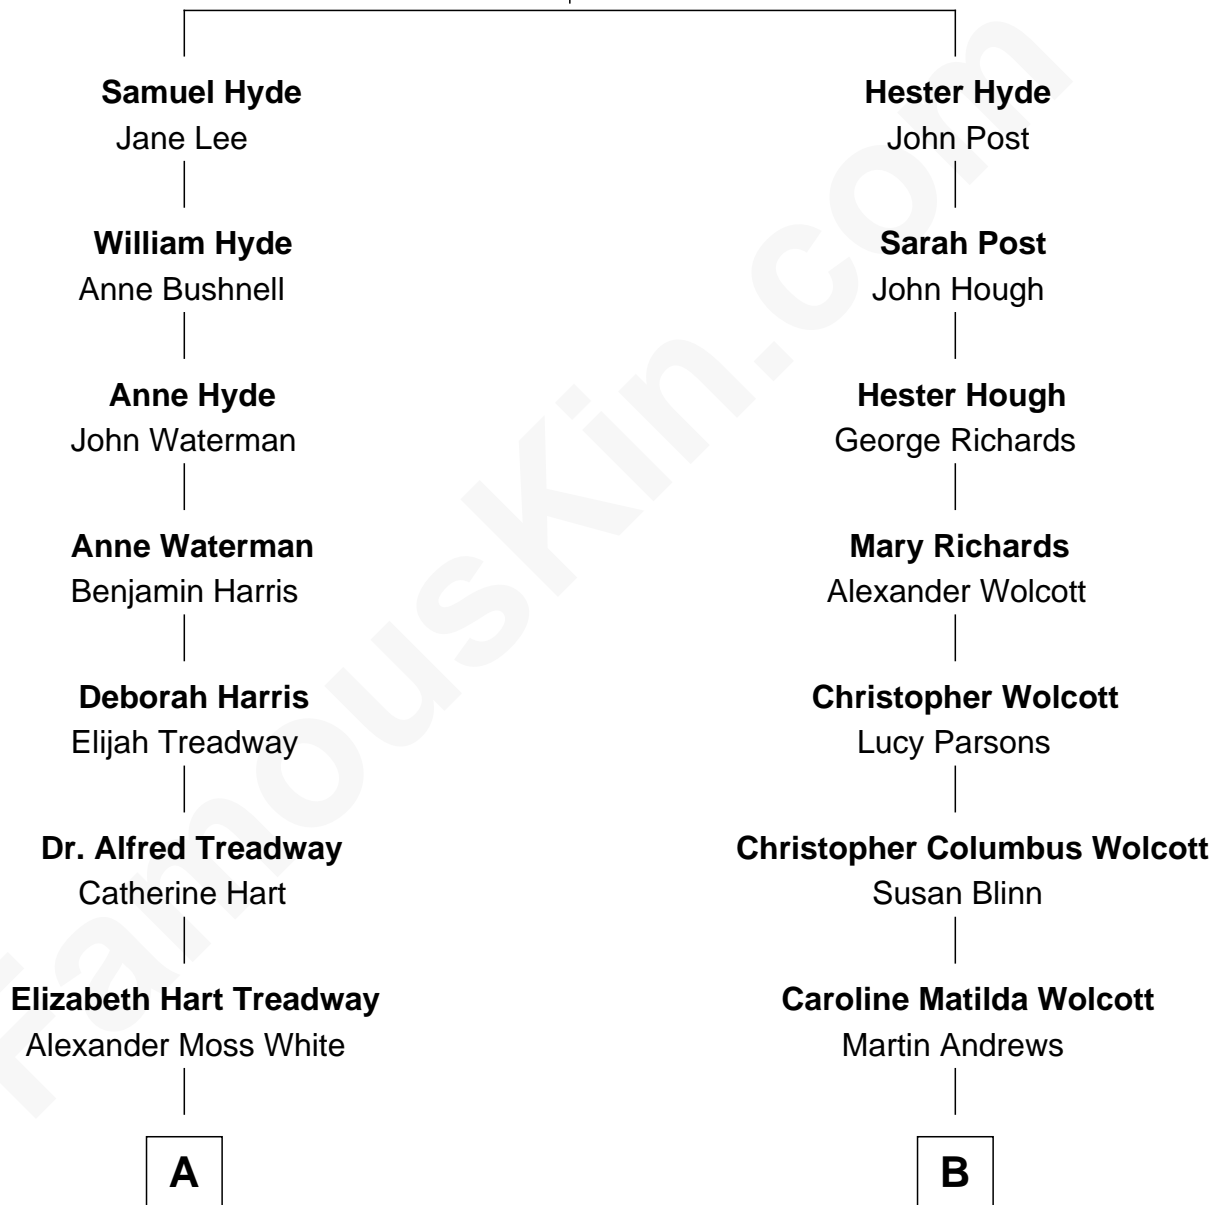 Samuel Hyde
Jane Lee
William Hyde
Anne Bushnell
Anne Hyde
John Waterman
Anne Waterman
Benjamin Harris
Deborah Harris
Elijah Treadway
Dr. Alfred Treadway
Catherine Hart
Elizabeth Hart Treadway
Alexander Moss White
A
Hester Hyde
John Post
Sarah Post
John Hough
Hester Hough
George Richards
Mary Richards
Alexander Wolcott
Christopher Wolcott
Lucy Parsons
Christopher Columbus Wolcott
Susan Blinn
Caroline Matilda Wolcott
Martin Andrews
B
FamousKin.com